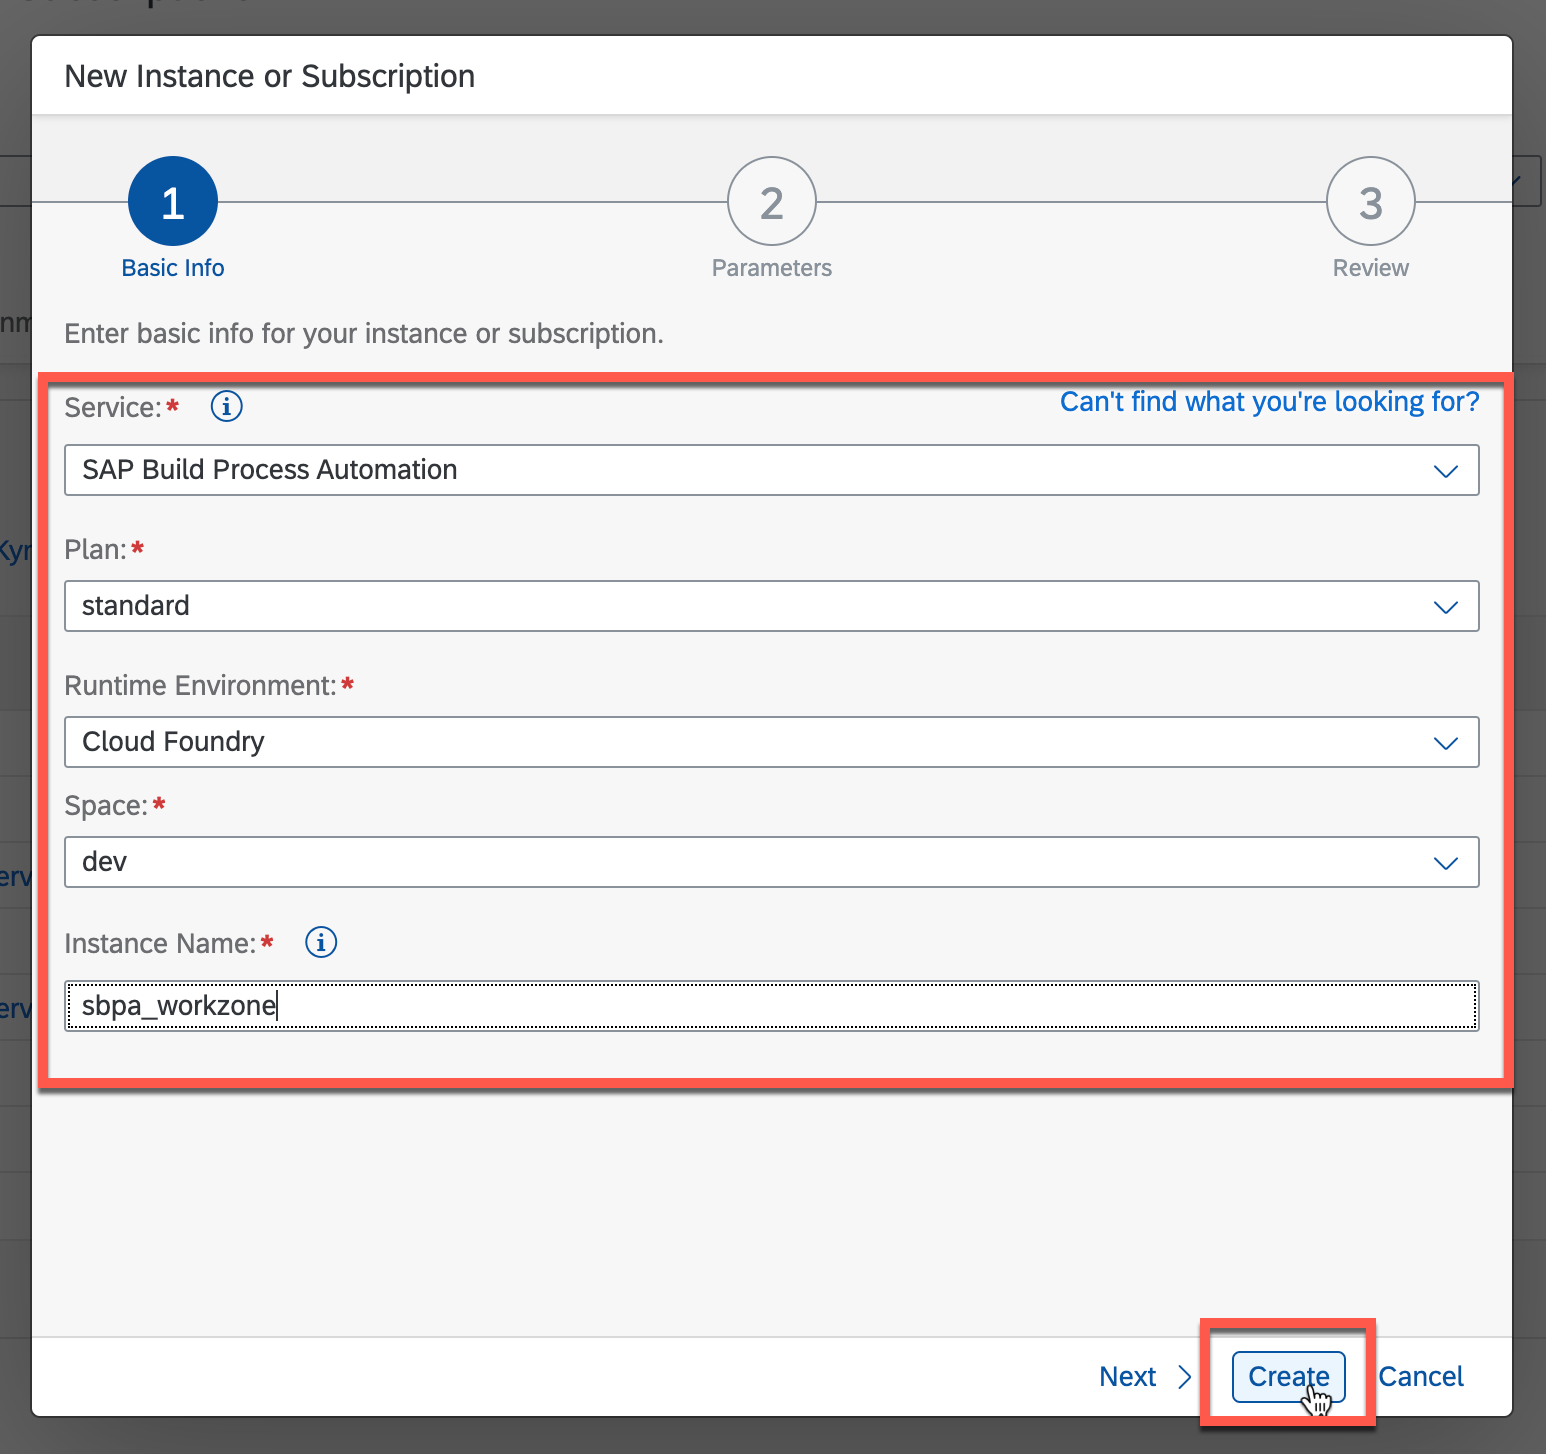 New Instance or Subscription
1
2
3
Basic Info
Parameters
Review
Enter basic info for your instance or subscription.
Service:*
Can't find what you're looking for?
SAP Build Process Automation
Plan:*
standard
Runtime Environment:*
Cloud Foundry
Space:*
dev
Instance Name:*
sbpa_workzone
Next
Create
Cancel